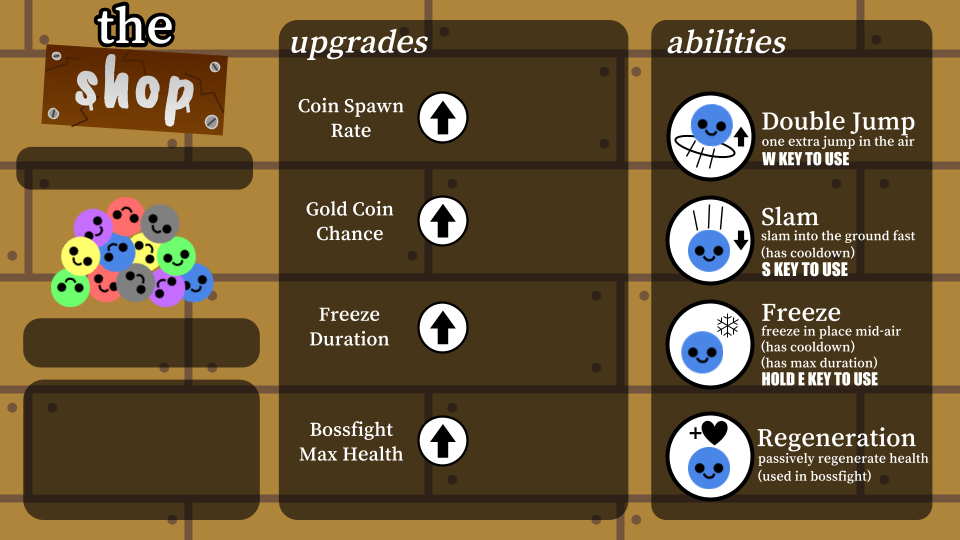 the
shop
upgrades
Coin Spawn
Rate
Gold Coin
Chance
Freeze
Duration
Bossfight
Max Health
abilities
Double Jump
one extra jump in the air
W KEY TO USE
Slam
slam into the ground fast
(has cooldown)
S KEY TO USE
Freeze
freeze in place mid-air
(has cooldown)
(has max duration)
HOLD E KEY TO USE
Regeneration
passively regenerate health
(used in bossfight)